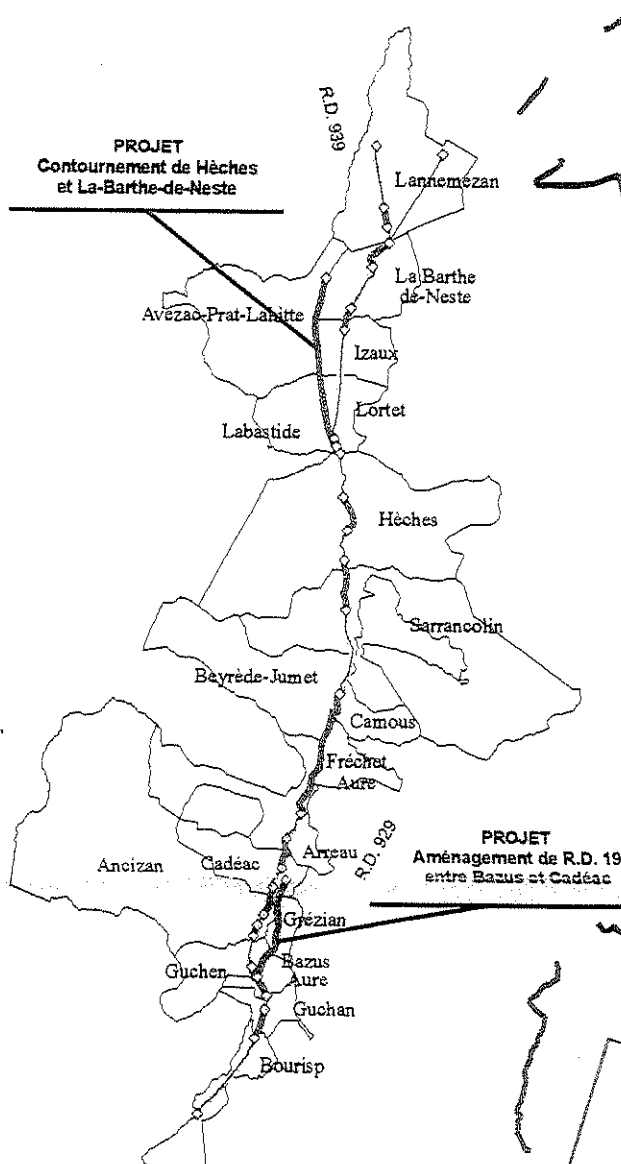 R.D. 939
PROJET
Contournement de Hèches
et La-Barthe-de-Neste
Lannemezan
La Barthe
de-Neste
Avezac-Prat-Lahitte
Izaux
Lortet
Labastide
Hèches
Sarrancolin
Beyrède-Jumet
Camous
Fréchet
Aure
R.D. 929
PROJET
Aménagement de R.D. 19
entre Bazus et Cadéac
Arreau
Ancizan
Cadéac
Grézian
Guchen
Bazus
Aure
Guchan
Bourisp